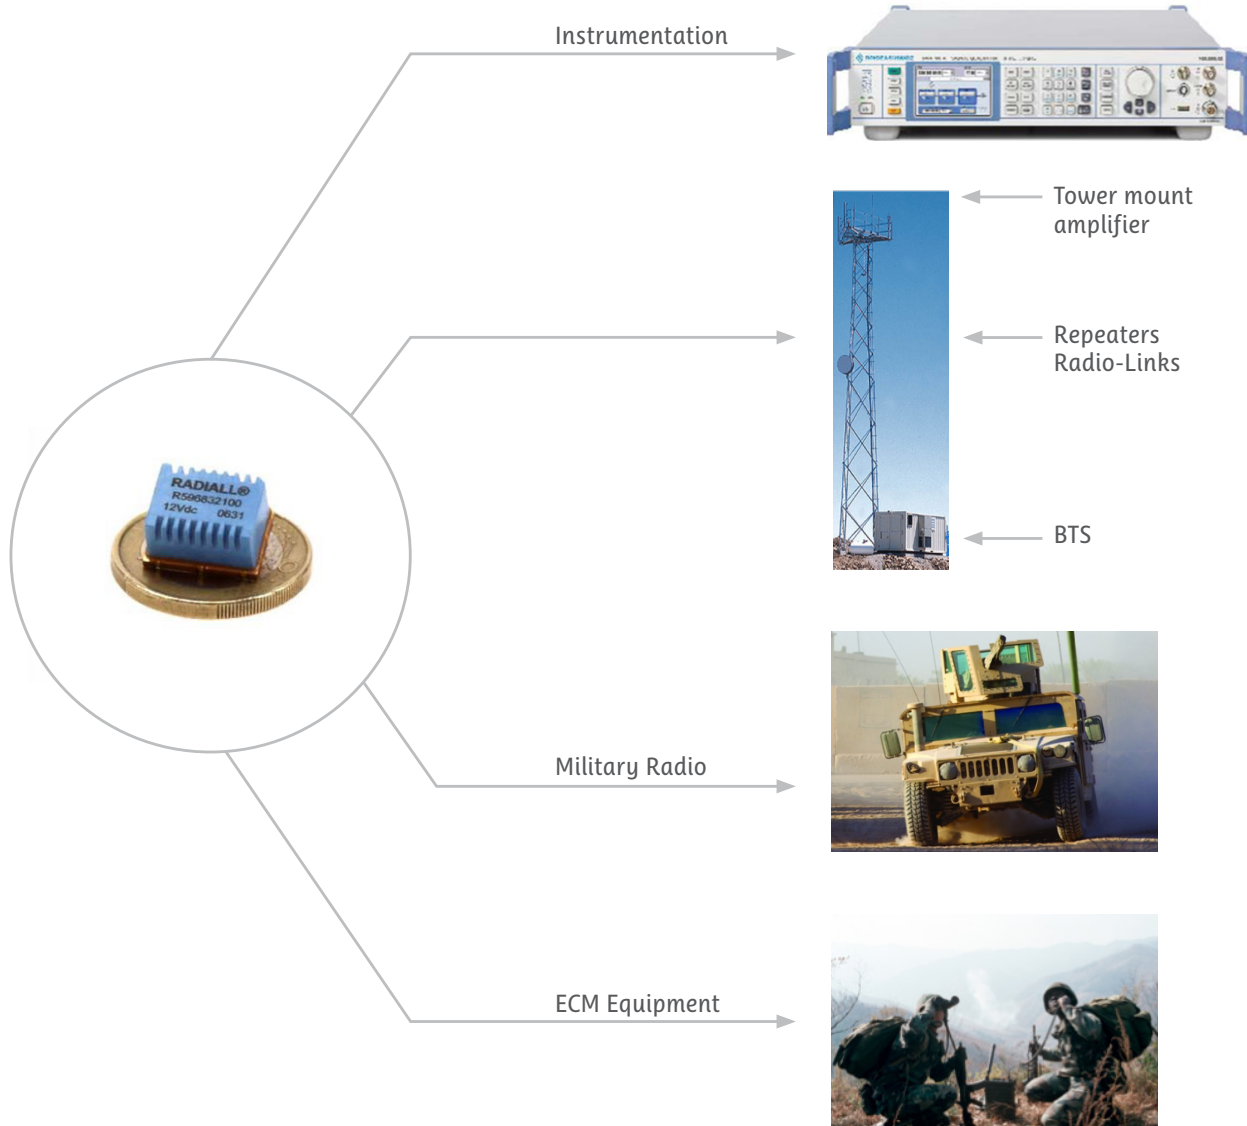 Instrumentation
Tower mount
amplifier
Repeaters
Radio-Links
RADIALL®
R596832100
12Vdc 0631
BTS
Military Radio
ECM Equipment